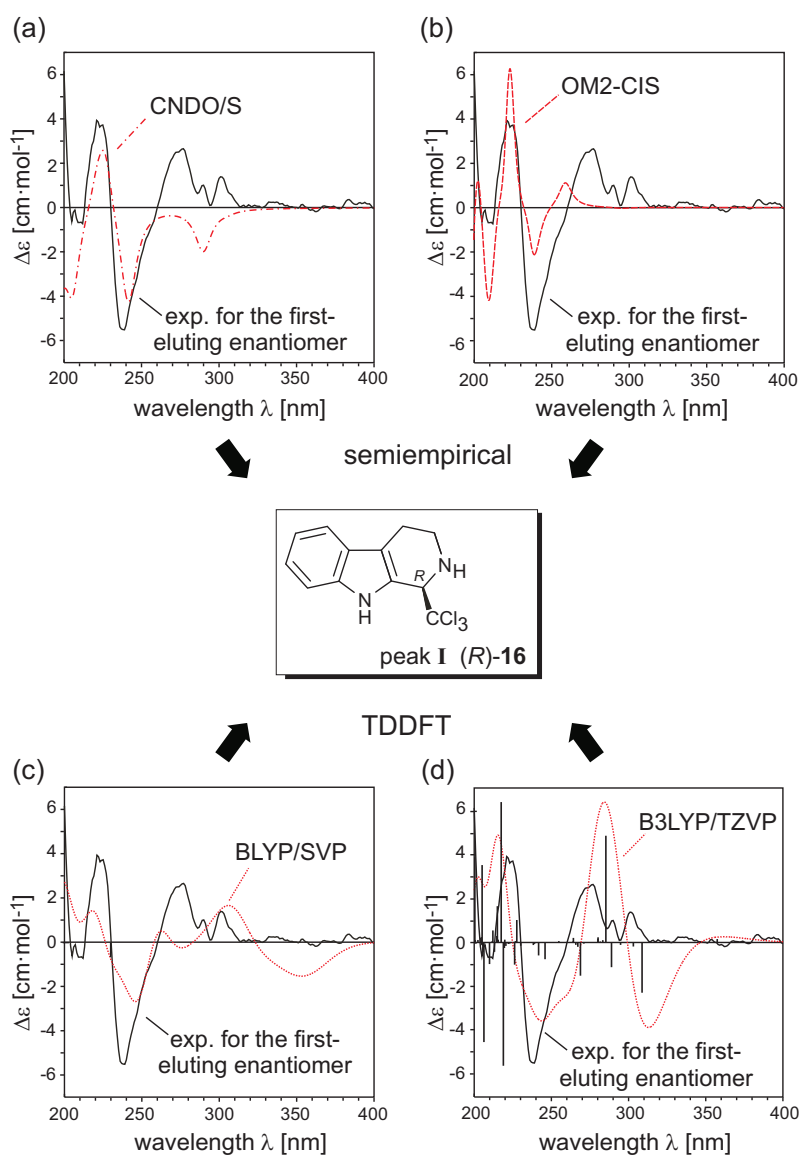 (a)
6
4
2
0
-2
-4
-6
Δε [cm·mol-1]
CNDO/S
exp. for the first-
eluting enantiomer
200
250
300
350
400
wavelength λ [nm]
(b)
6
4
2
0
-2
-4
-6
Δε [cm·mol-1]
OM2-CIS
exp. for the first-
eluting enantiomer
200
250
300
350
400
wavelength λ [nm]
semiempirical
NH
R
N
H
CCl3
peak I (R)-16
TDDFT
(c)
6
4
2
0
-2
-4
-6
Δε [cm·mol-1]
BLYP/SVP
exp. for the first-
eluting enantiomer
200
250
300
350
400
wavelength λ [nm]
(d)
6
4
2
0
-2
-4
-6
Δε [cm·mol-1]
B3LYP/TZVP
exp. for the first-
eluting enantiomer
200
250
300
350
400
wavelength λ [nm]